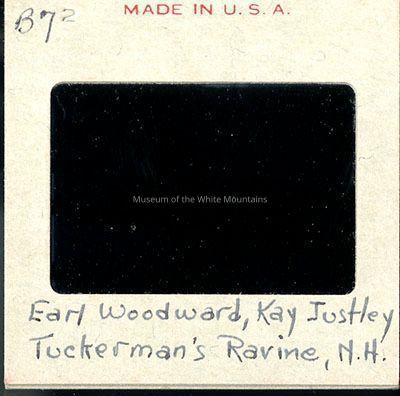 MADE IN U.S.A.
B72
Museum of the White Mountains
Earl Woodward, Kay Justley
Tuckerman's Ravine, N.H.